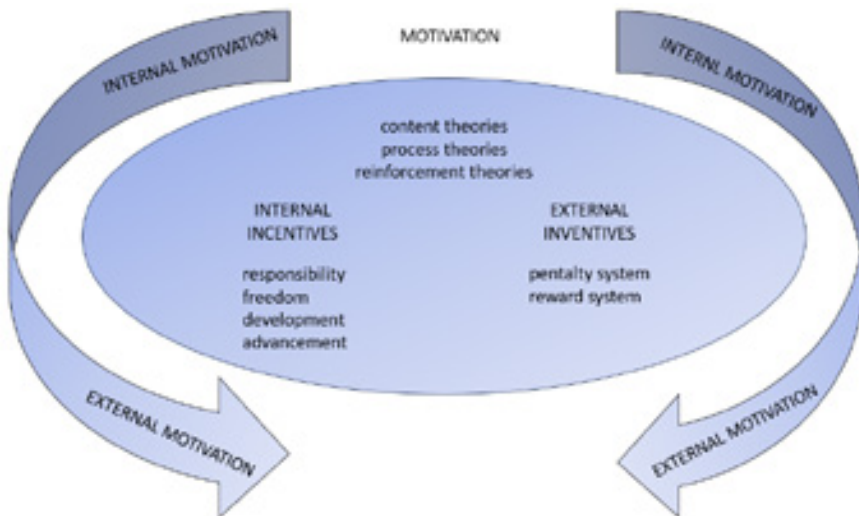 MOTIVATION
INTERNAL MOTIVATION
INTERNL MOTIVATION
content theories
process theories
reinforcement theories
INTERNAL
INCENTIVES
responsibility
freedom
development
advancement
EXTERNAL
INVENTIVES
pentalty system
reward system
EXTERNAL MOTIVATION
EXTERNAL MOTIVATION